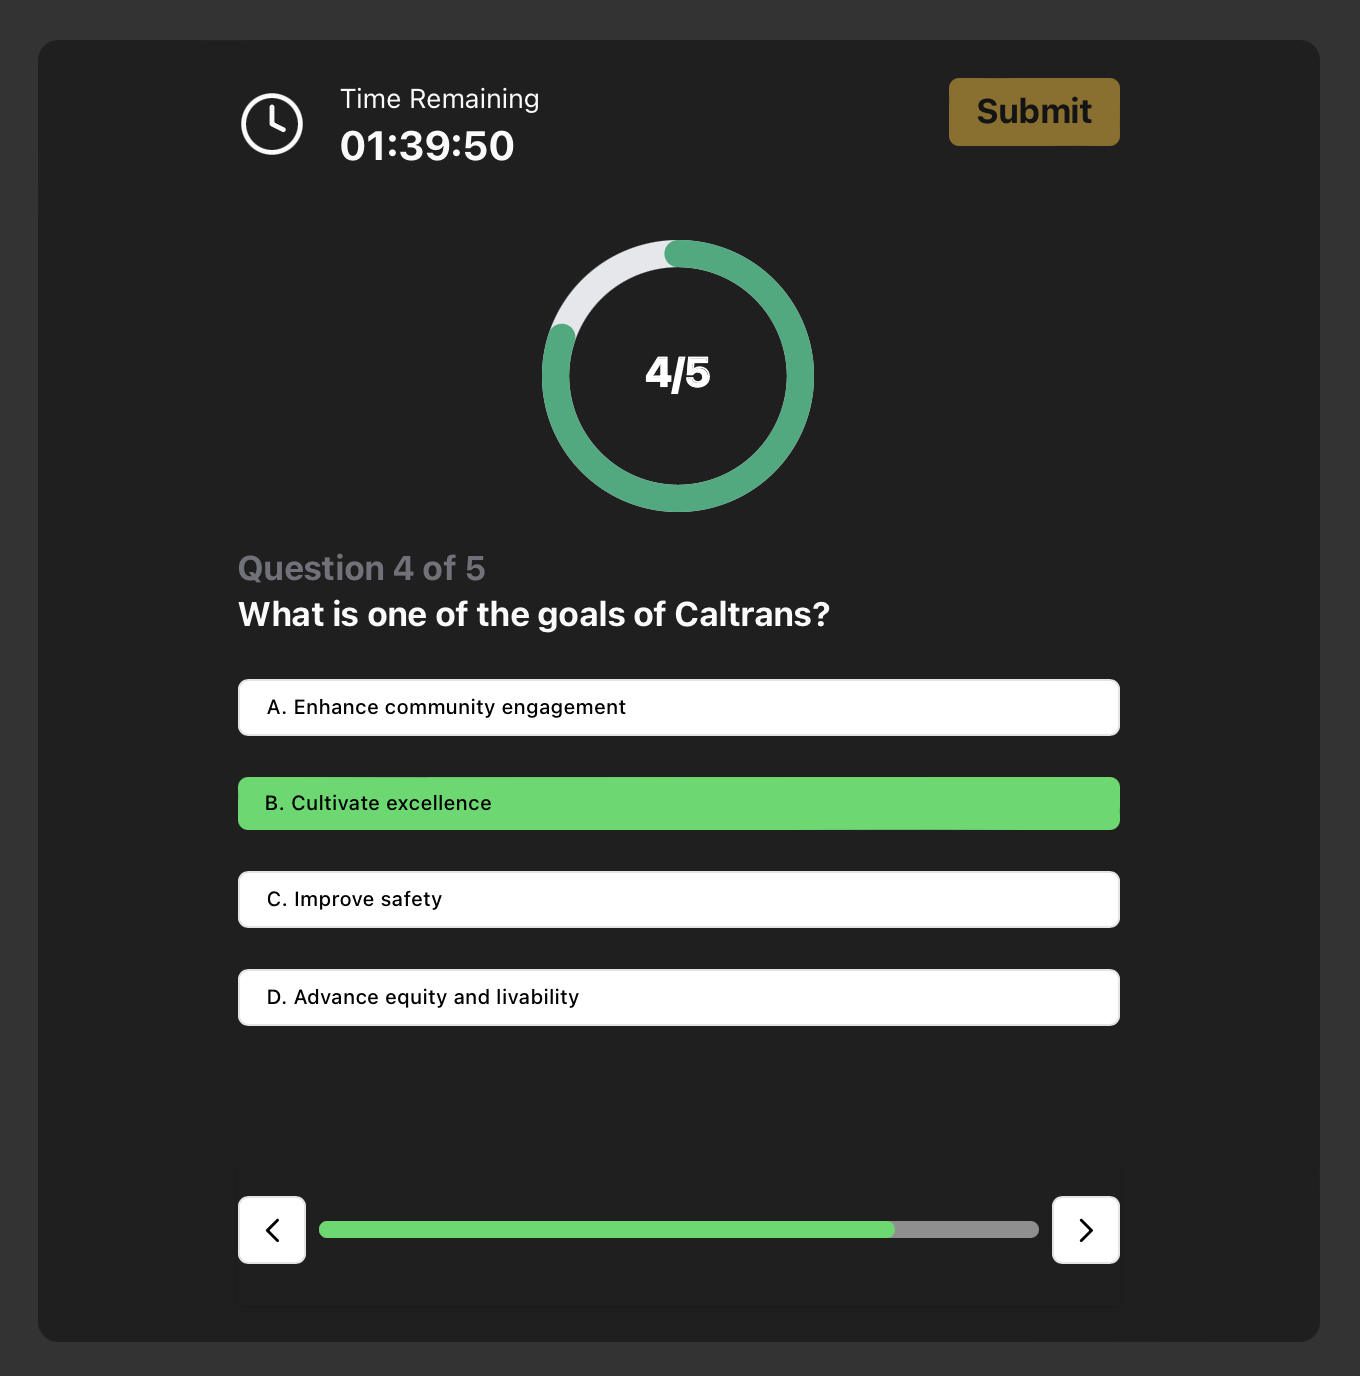 Time Remaining
01:39:50
Submit
4/5
Question 4 of 5
What is one of the goals of Caltrans?
A. Enhance community engagement
B. Cultivate excellence
C. Improve safety
D. Advance equity and livability